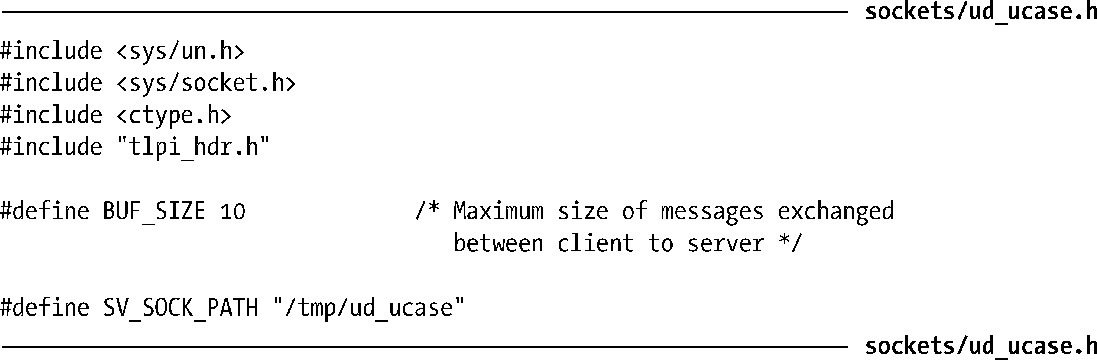 sockets/ud_ucase.h
#include <sys/un.h>
#include <sys/socket.h>
#include <ctype.h>
#include "tlpi_hdr.h"
#define BUF_SIZE 10 /* Maximum size of messages exchanged
between client to server */
#define SV_SOCK_PATH "/tmp/ud_ucase"
sockets/ud_ucase.h